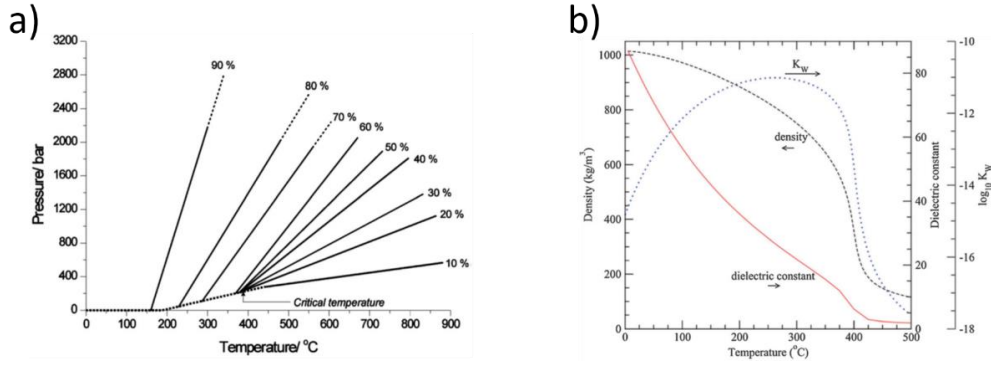 a)
3200
2800
2400
2000
1600
1200
800
400
0
Pressure/ bar
90 %
80 %
70 %
60 %
50 %
40 %
30 %
20 %
10 %
Critical temperature
0 100 200 300 400 500 600 700 800 900
Temperature/ °C
b)
1000
800
600
400
200
0
Density (kg/m³)
K_W
density
dielectric constant
0 100 200 300 400 500
Temperature (°C)
80
60
40
20
0
Dielectric constant
-10
-12
-14
-16
-18
log₁₀ K_W